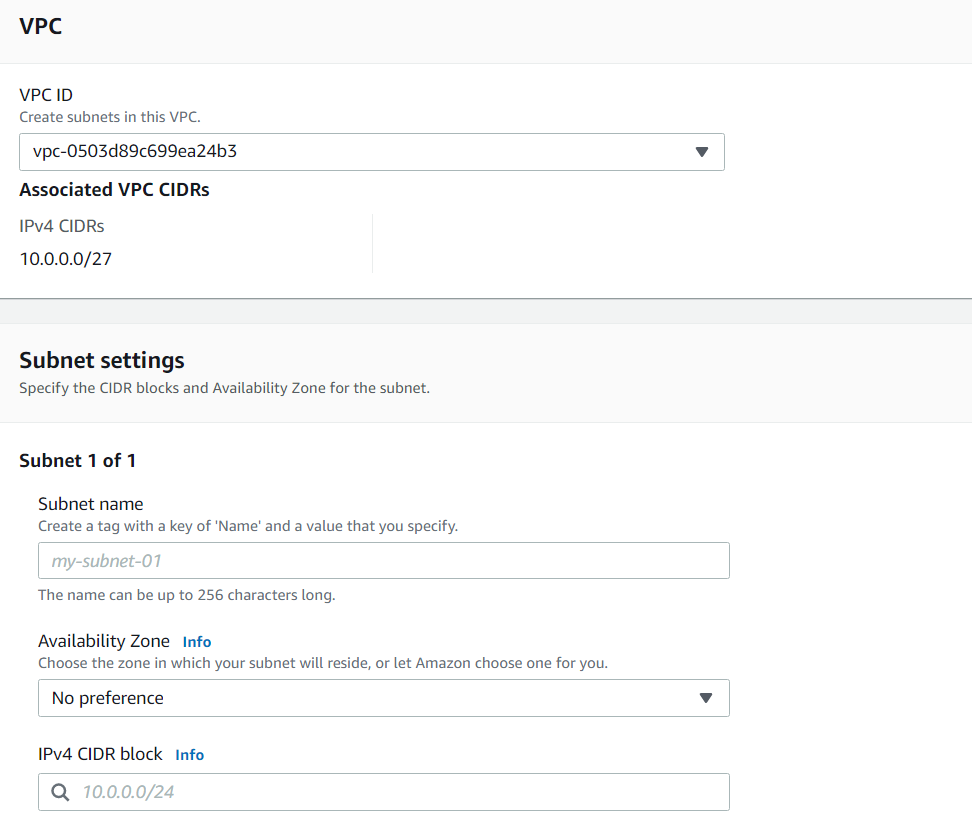 VPC
VPC ID
Create subnets in this VPC.
vpc-0503d89c699ea24b3
Associated VPC CIDRs
IPv4 CIDRs
10.0.0.0/27
Subnet settings
Specify the CIDR blocks and Availability Zone for the subnet.
Subnet 1 of 1
Subnet name
Create a tag with a key of 'Name' and a value that you specify.
my-subnet-01
The name can be up to 256 characters long.
Availability Zone Info
Choose the zone in which your subnet will reside, or let Amazon choose one for you.
No preference
IPv4 CIDR block Info
10.0.0.0/24